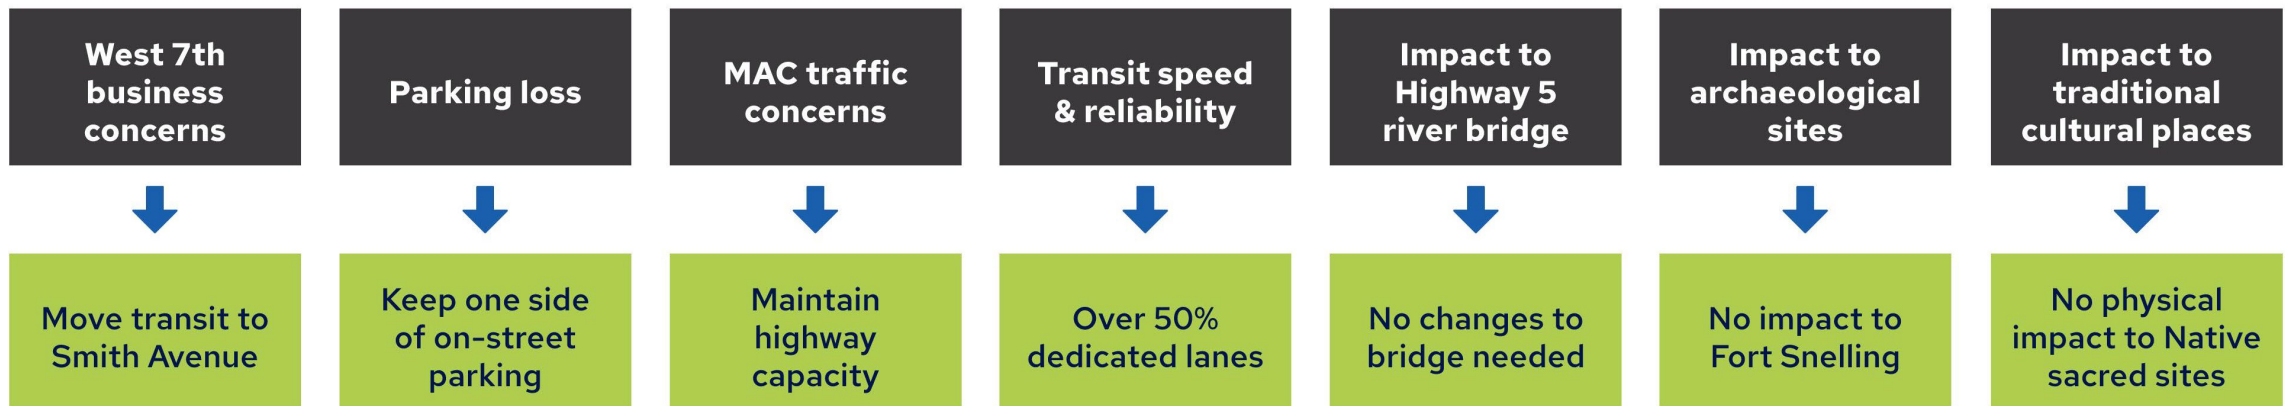 West 7th
business
concerns
Parking loss
MAC traffic
concerns
Transit speed
& reliability
Impact to
Highway 5
river bridge
Impact to
archaeological
sites
Impact to
traditional
cultural places
Move transit to
Smith Avenue
Keep one side
of on-street
parking
Maintain
highway
capacity
Over 50%
dedicated lanes
No changes to
bridge needed
No impact to
Fort Snelling
No physical
impact to Native
sacred sites